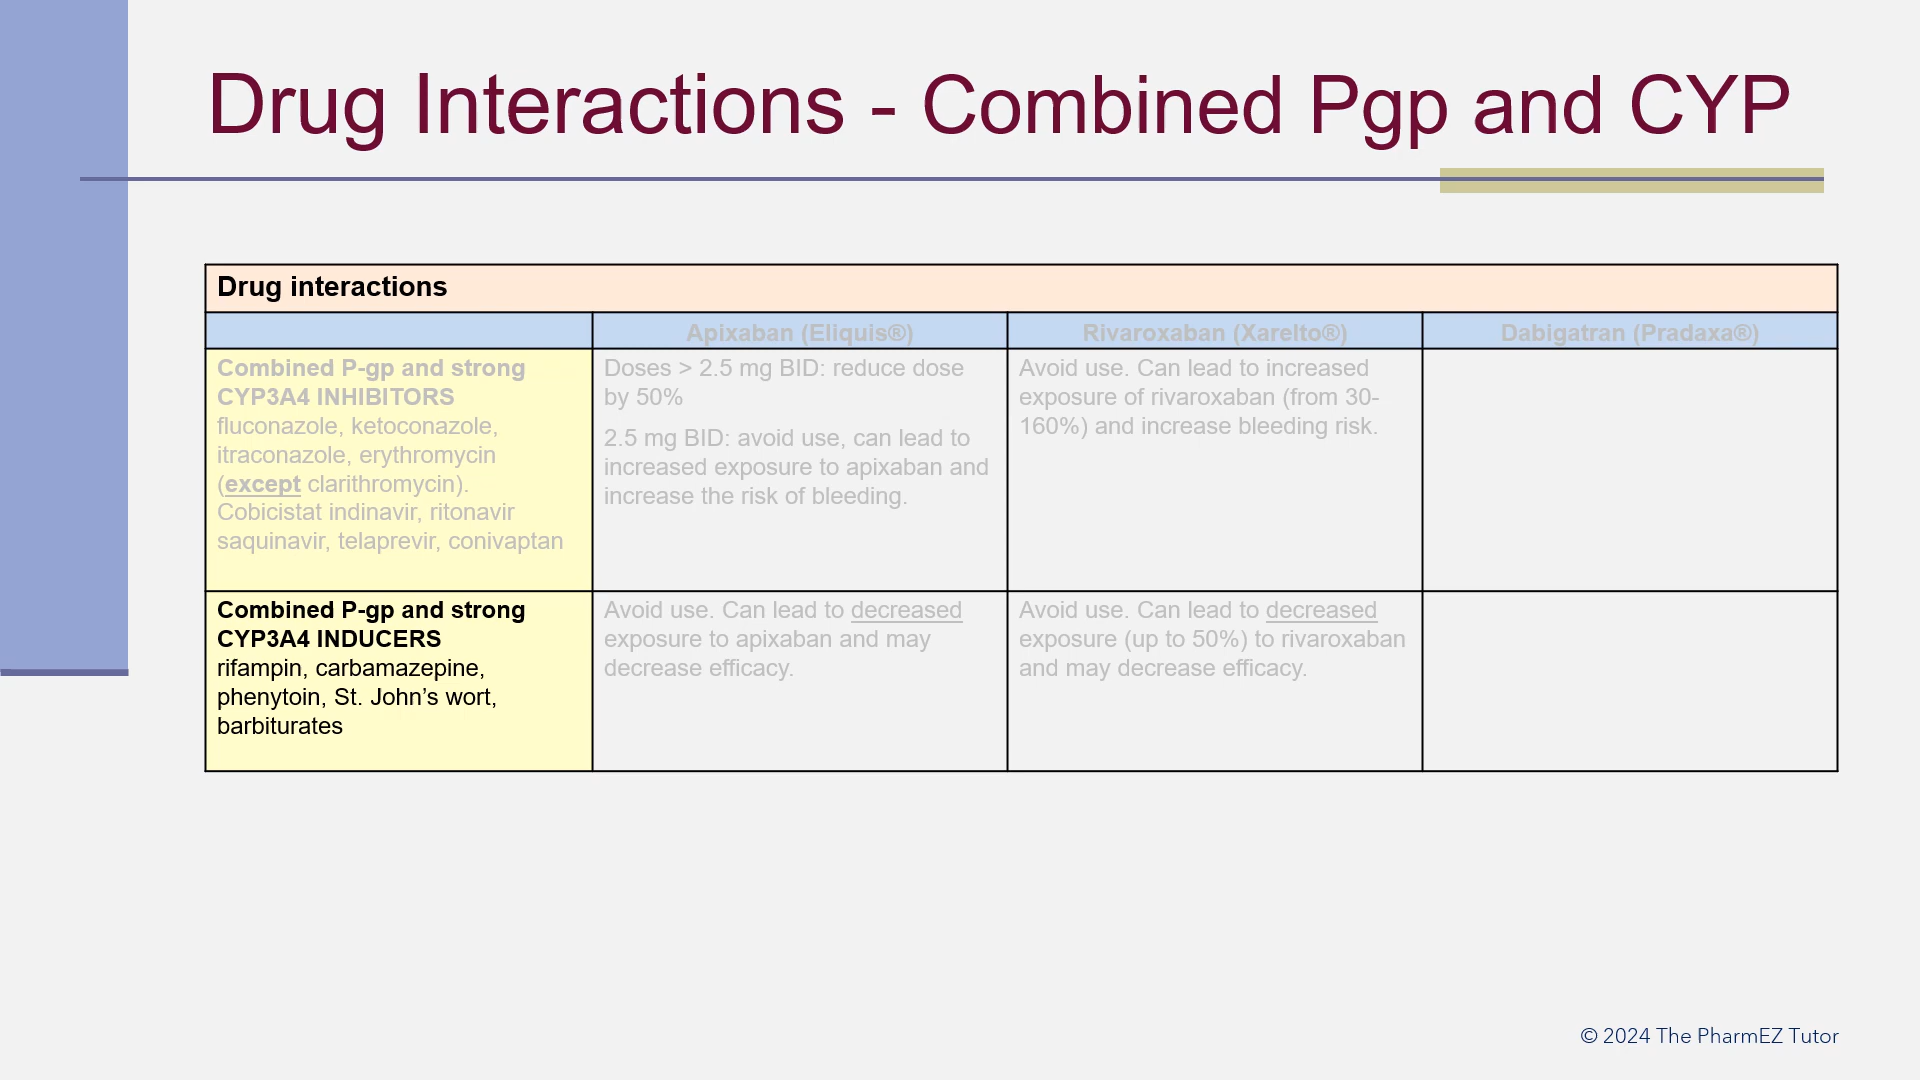 Drug Interactions - Combined Pgp and CYP
Drug interactions
Apixaban (Eliquis®)
Rivaroxaban (Xarelto®)
Dabigatran (Pradaxa®)
Combined P-gp and strong
CYP3A4 INHIBITORS
fluconazole, ketoconazole,
itraconazole, erythromycin
(except clarithromycin).
Cobicistat indinavir, ritonavir
saquinavir, telaprevir, conivaptan
Doses > 2.5 mg BID: reduce dose
by 50%
2.5 mg BID: avoid use, can lead to
increased exposure to apixaban and
increase the risk of bleeding.
Avoid use. Can lead to increased
exposure of rivaroxaban (from 30-
160%) and increase bleeding risk.
Combined P-gp and strong
CYP3A4 INDUCERS
rifampin, carbamazepine,
phenytoin, St. John’s wort,
barbiturates
Avoid use. Can lead to decreased
exposure to apixaban and may
decrease efficacy.
Avoid use. Can lead to decreased
exposure (up to 50%) to rivaroxaban
and may decrease efficacy.
© 2024 The PharmEZ Tutor